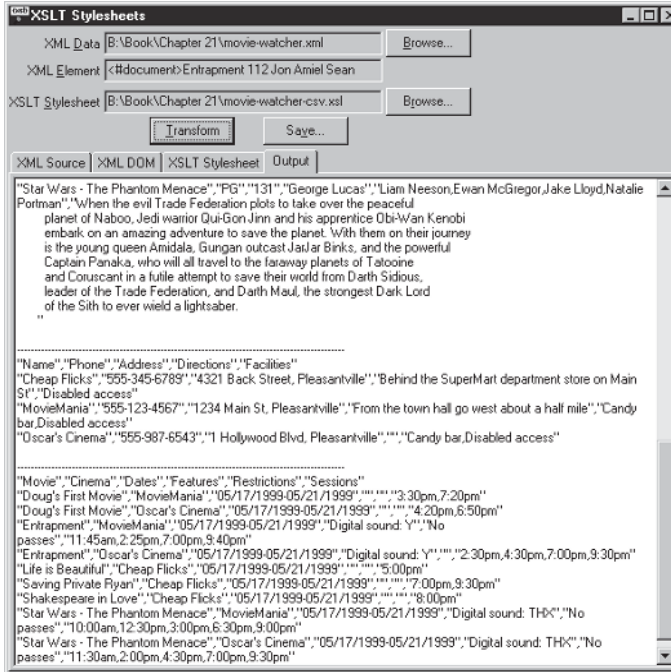 XSLT Stylesheets
XML Data B:\Book\Chapter 21\movie-watcher.xml Browse...
XML Element <#document>Entrapment 112 Jon Amiel Sean
XSLT Stylesheet B:\Book\Chapter 21\movie-watcher-csv.xsl Browse...
Transform Save...
XML Source XML DOM XSLT Stylesheet Output
"Star Wars - The Phantom Menace","PG","131","George Lucas","Liam Neeson,Ewan McGregor,Jake Lloyd,Natalie
Portman","When the evil Trade Federation plots to take over the peaceful
planet of Naboo, Jedi warrior Qui-Gon Jinn and his apprentice Obi-Wan Kenobi
embark on an amazing adventure to save the planet. With them on their journey
is the young queen Amidala, Gungan outcast JarJar Binks, and the powerful
Captain Panaka, who will all travel to the faraway planets of Tatooine
and Coruscant in a futile attempt to save their world from Darth Sidious,
leader of the Trade Federation, and Darth Maul, the strongest Dark Lord
of the Sith to ever wield a lightsaber.
"
--------------------------------------------------------------------------------
"Name","Phone","Address","Directions","Facilities"
"Cheap Flicks","555-345-6789","4321 Back Street, Pleasantville","Behind the SuperMart department store on Main
St","Disabled access"
"MovieMania","555-123-4567","1234 Main St, Pleasantville","From the town hall go west about a half mile","Candy
bar,Disabled access"
"Oscar's Cinema","555-987-6543","1 Hollywood Blvd, Pleasantville","","Candy bar,Disabled access"
--------------------------------------------------------------------------------
"Movie","Cinema","Dates","Features","Restrictions","Sessions"
"Doug's First Movie","MovieMania","05/17/1999-05/21/1999","","","3:30pm,7:20pm"
"Doug's First Movie","Oscar's Cinema","05/17/1999-05/21/1999","","","4:20pm,6:50pm"
"Entrapment","MovieMania","05/17/1999-05/21/1999","Digital sound: Y","No
passes","11:45am,2:25pm,7:00pm,9:40pm"
"Entrapment","Oscar's Cinema","05/17/1999-05/21/1999","Digital sound: Y","","2:30pm,4:30pm,7:00pm,9:30pm"
"Life is Beautiful","Cheap Flicks","05/17/1999-05/21/1999","","","5:00pm"
"Saving Private Ryan","Cheap Flicks","05/17/1999-05/21/1999","","","7:00pm,9:30pm"
"Shakespeare in Love","Cheap Flicks","05/17/1999-05/21/1999","","","8:00pm"
"Star Wars - The Phantom Menace","MovieMania","05/17/1999-05/21/1999","Digital sound: THX","No
passes","10:00am,12:30pm,3:00pm,6:30pm,9:00pm"
"Star Wars - The Phantom Menace","Oscar's Cinema","05/17/1999-05/21/1999","Digital sound: THX","No
passes","11:30am,2:00pm,4:30pm,7:00pm,9:30pm"